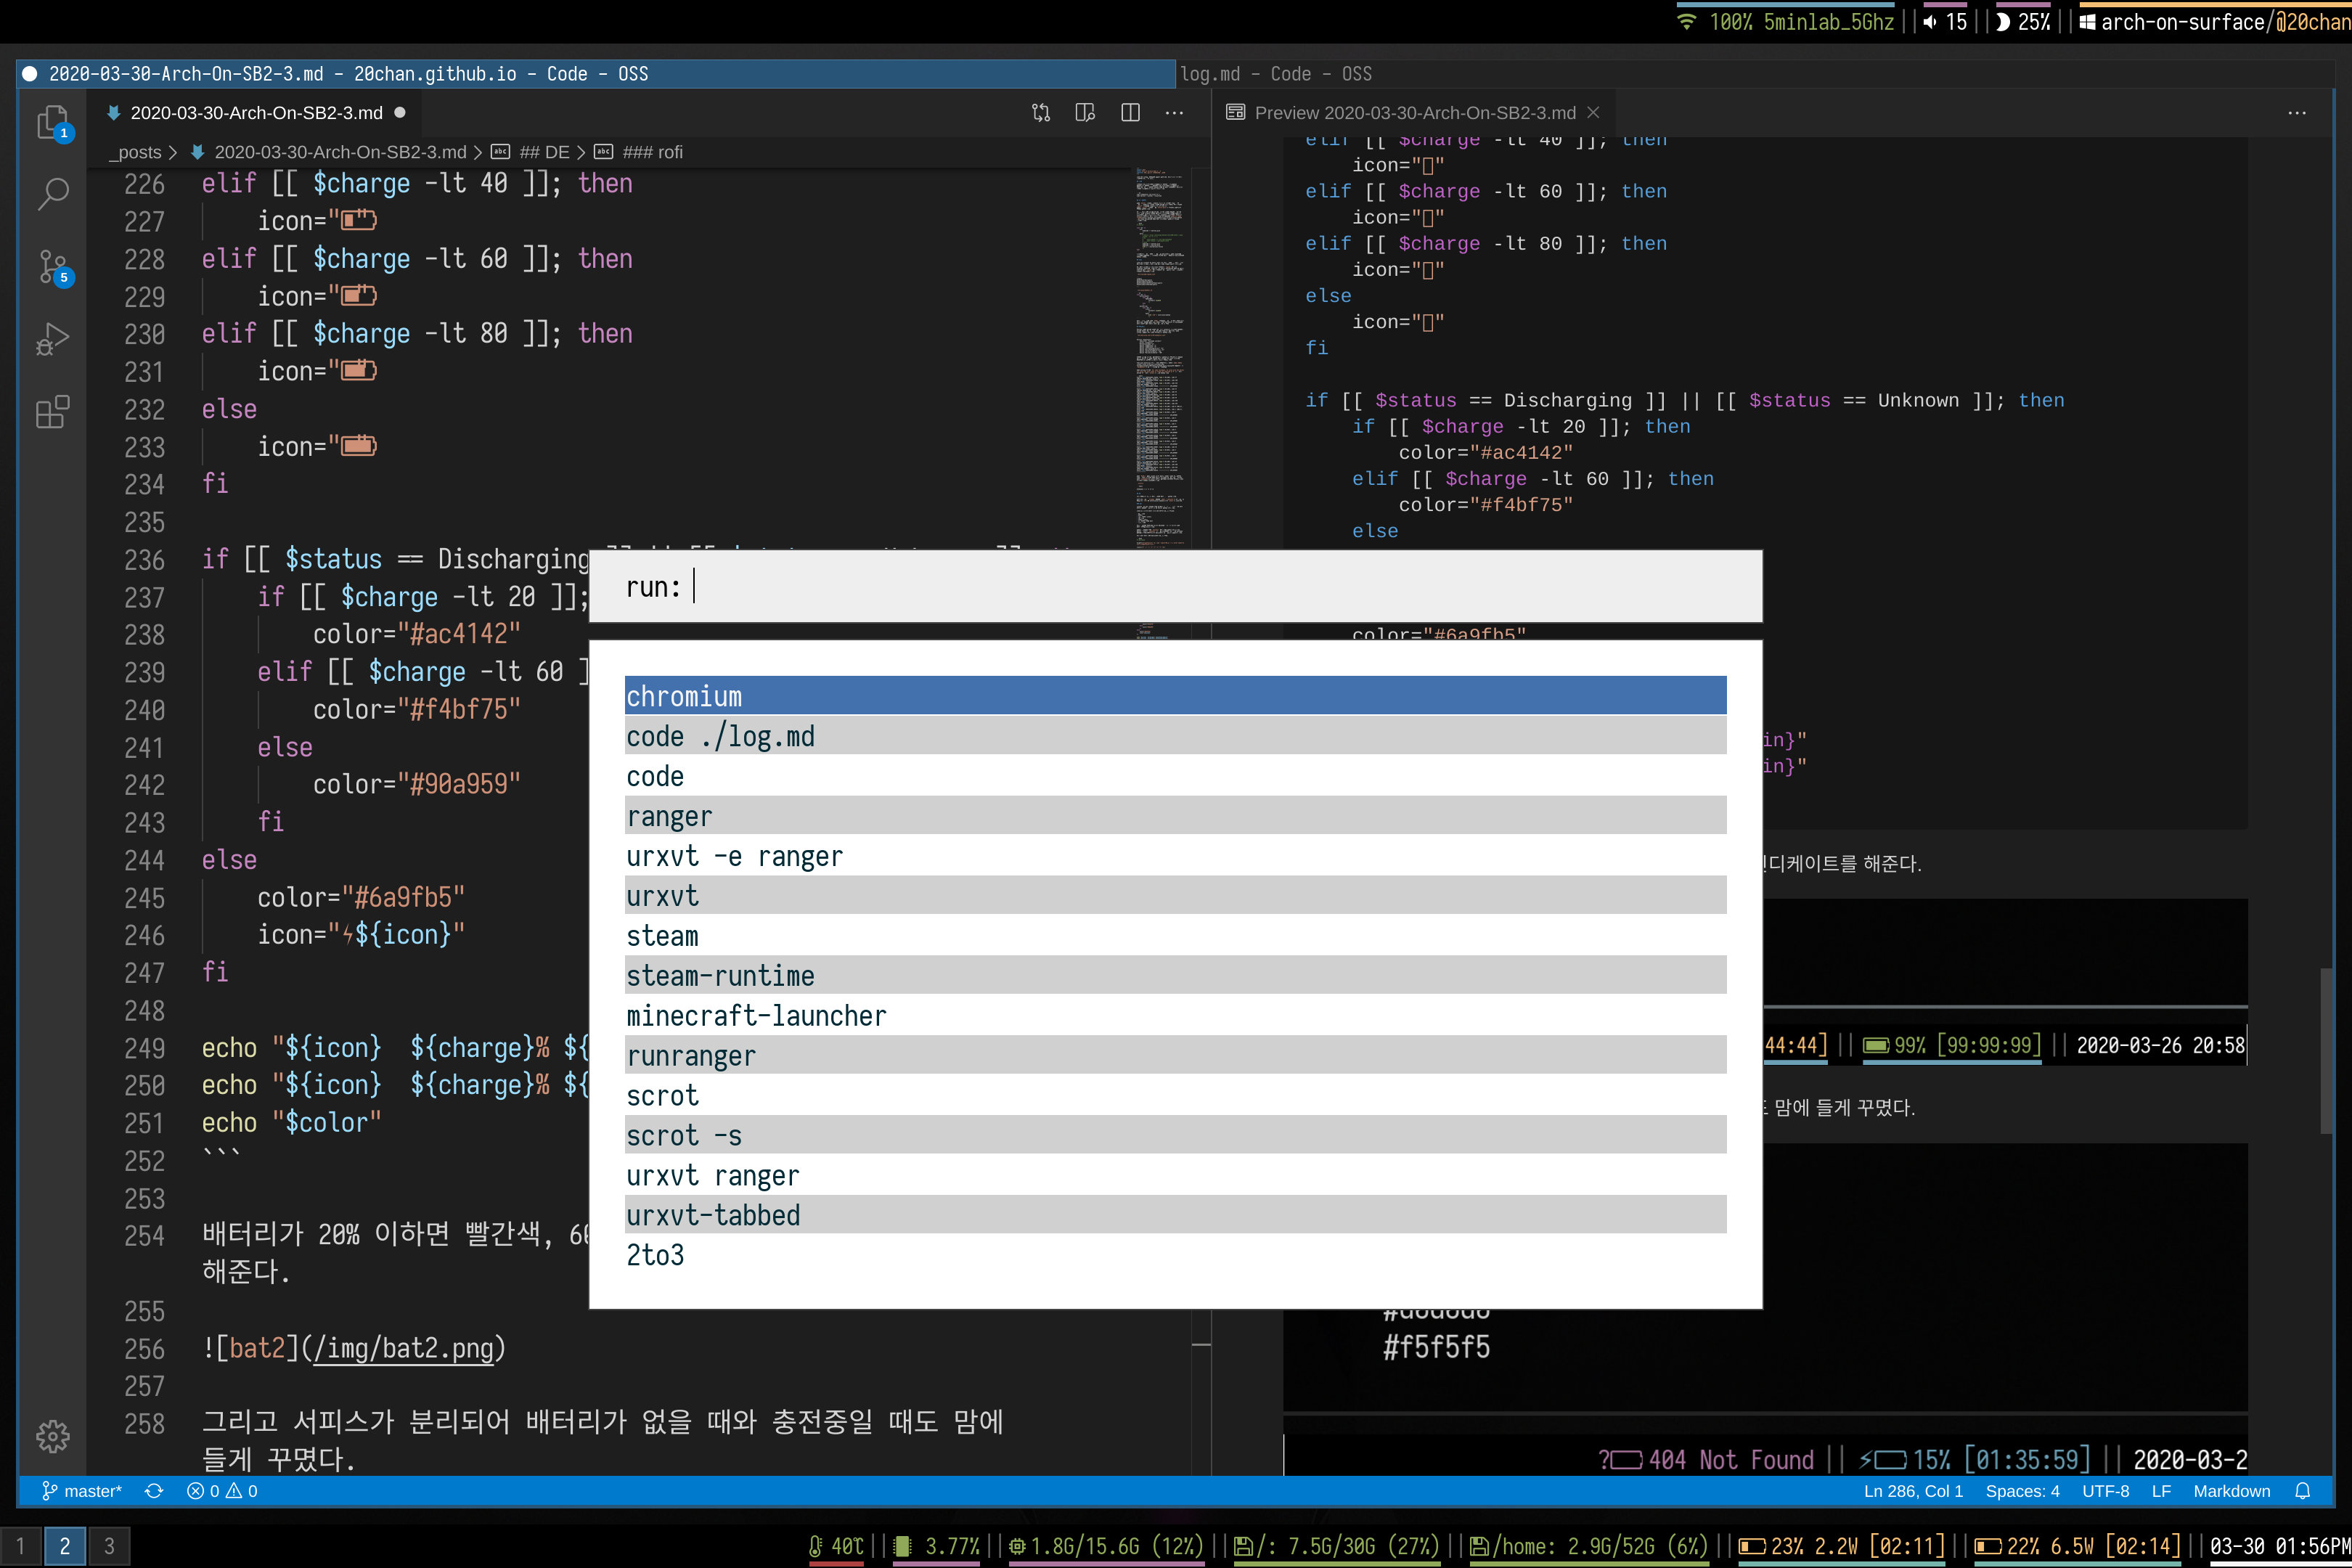 100% 5minlab_5Ghz || 15 || 25% || arch-on-surface/@20chan
2020-03-30-Arch-On-SB2-3.md - 20chan.github.io - Code - OSS
log.md - Code - OSS
2020-03-30-Arch-On-SB2-3.md
Preview 2020-03-30-Arch-On-SB2-3.md
_posts > 2020-03-30-Arch-On-SB2-3.md > ## DE > ### rofi
1
5
226 elif [[ $charge -lt 40 ]]; then
227 icon="
228 elif [[ $charge -lt 60 ]]; then
229 icon="
230 elif [[ $charge -lt 80 ]]; then
231 icon="
232 else
233 icon="
234 fi
235
236 if [[ $status == Discharging
237 if [[ $charge -lt 20 ]];
238 color="#ac4142"
239 elif [[ $charge -lt 60 ]
240 color="#f4bf75"
241 else
242 color="#90a959"
243 fi
244 else
245 color="#6a9fb5"
246 icon="⚡${icon}"
247 fi
248
249 echo "${icon}  ${charge}% ${
250 echo "${icon}  ${charge}% ${
251 echo "$color"
252 ```
253
254 배터리가 20% 이하면 빨간색, 60
해준다.
255
256 ![bat2](/img/bat2.png)
257
258 그리고 서피스가 분리되어 배터리가 없을 때와 충전중일 때도 맘에
들게 꾸몄다.
elif [[ $charge -lt 40 ]]; then
icon="▯"
elif [[ $charge -lt 60 ]]; then
icon="▯"
elif [[ $charge -lt 80 ]]; then
icon="▯"
else
icon="▯"
fi
if [[ $status == Discharging ]] || [[ $status == Unknown ]]; then
if [[ $charge -lt 20 ]]; then
color="#ac4142"
elif [[ $charge -lt 60 ]]; then
color="#f4bf75"
else
color="#6a9fb5"
in}"
in}"
디케이트를 해준다.
44:44] || 99% [99:99:99] || 2020-03-26 20:58
맘에 들게 꾸몄다.
#f5f5f5
? 404 Not Found || ⚡15% [01:35:59] || 2020-03-2
run:
chromium
code ./log.md
code
ranger
urxvt -e ranger
urxvt
steam
steam-runtime
minecraft-launcher
runranger
scrot
scrot -s
urxvt ranger
urxvt-tabbed
2to3
master* 0 0
Ln 286, Col 1 Spaces: 4 UTF-8 LF Markdown
1 2 3
40℃ || 3.77% || 1.8G/15.6G (12%) || /: 7.5G/30G (27%) || /home: 2.9G/52G (6%) || 23% 2.2W [02:11] || 22% 6.5W [02:14] || 03-30 01:56PM